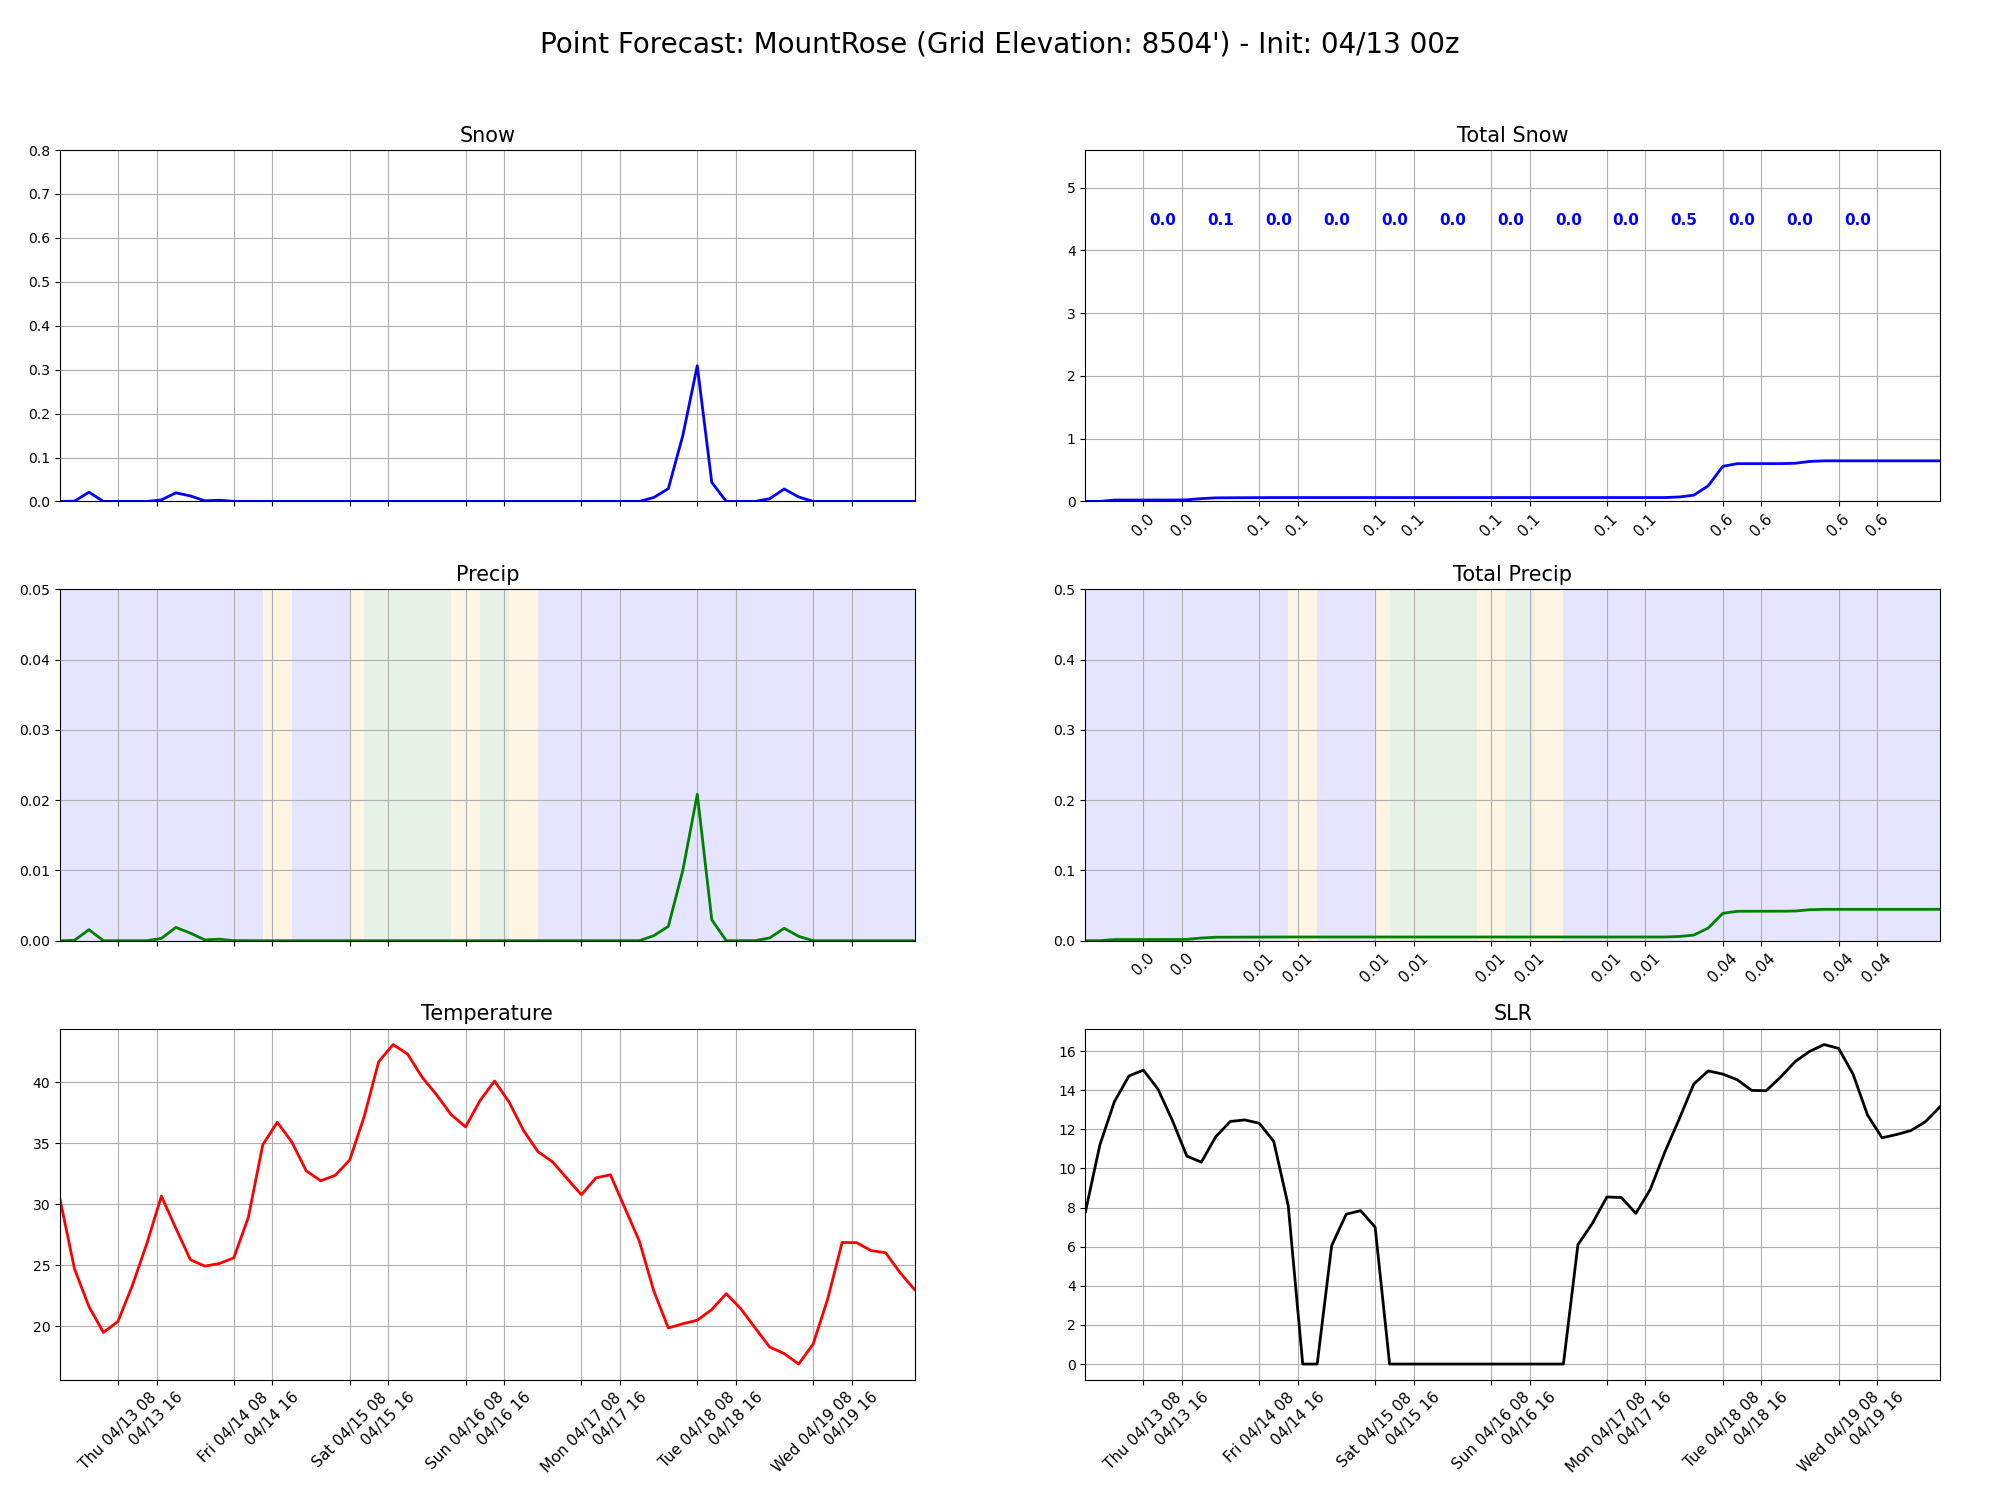 Point Forecast: MountRose (Grid Elevation: 8504') - Init: 04/13 00z
Snow
0.8
0.7
0.6
0.5
0.4
0.3
0.2
0.1
0.0
Total Snow
5
4
3
2
1
0
0.0 0.1 0.0 0.0 0.0 0.0 0.0 0.0 0.0 0.5 0.0 0.0 0.0
0.0 0.0 0.1 0.1 0.1 0.1 0.1 0.1 0.1 0.1 0.6 0.6 0.6 0.6
Precip
0.05
0.04
0.03
0.02
0.01
0.00
Total Precip
0.5
0.4
0.3
0.2
0.1
0.0
0.0 0.0 0.01 0.01 0.01 0.01 0.01 0.01 0.01 0.01 0.04 0.04 0.04 0.04
Temperature
40
35
30
25
20
Thu 04/13 08
04/13 16
Fri 04/14 08
04/14 16
Sat 04/15 08
04/15 16
Sun 04/16 08
04/16 16
Mon 04/17 08
04/17 16
Tue 04/18 08
04/18 16
Wed 04/19 08
04/19 16
SLR
16
14
12
10
8
6
4
2
0
Thu 04/13 08
04/13 16
Fri 04/14 08
04/14 16
Sat 04/15 08
04/15 16
Sun 04/16 08
04/16 16
Mon 04/17 08
04/17 16
Tue 04/18 08
04/18 16
Wed 04/19 08
04/19 16